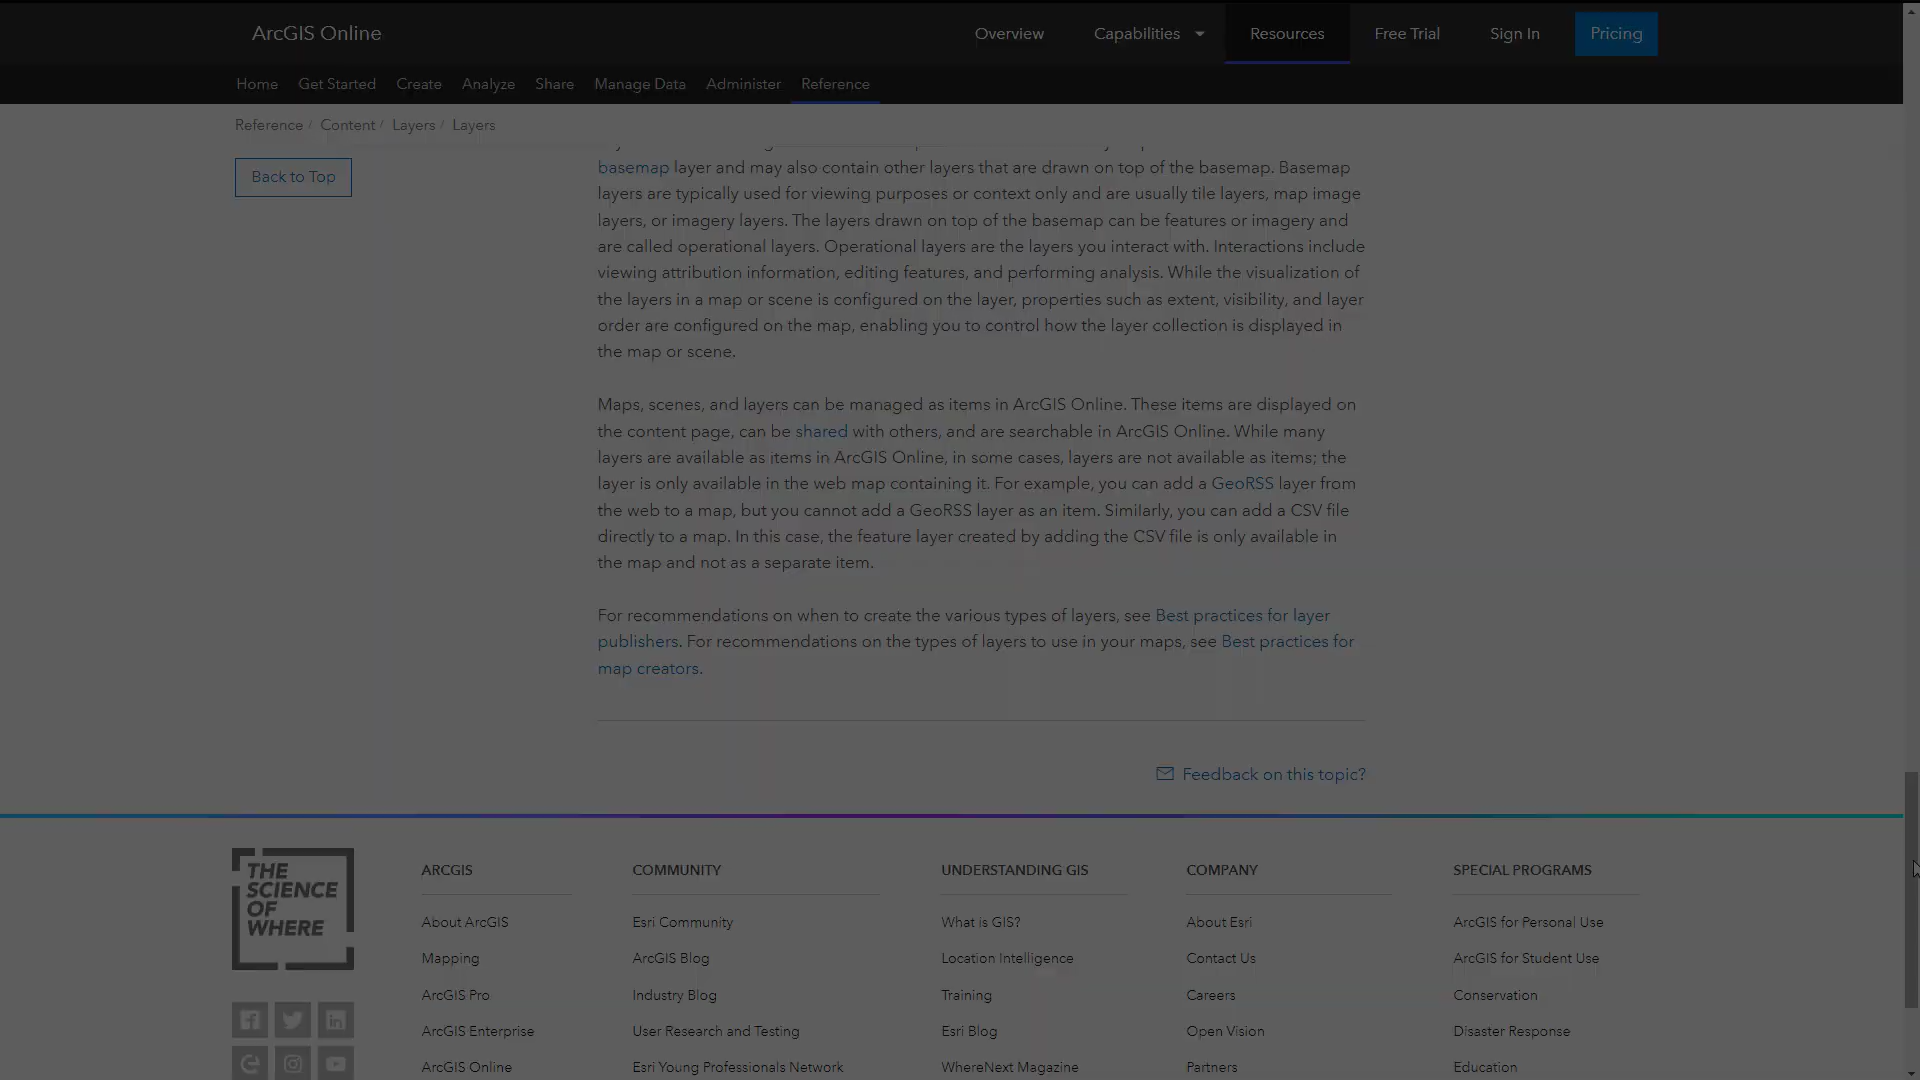 ArcGIS Online
Overview
Capabilities
Resources
Free Trial
Sign In
Pricing
Home
Get Started
Create
Analyze
Share
Manage Data
Administer
Reference
Reference / Content / Layers / Layers
Back to Top
basemap layer and may also contain other layers that are drawn on top of the basemap. Basemap
layers are typically used for viewing purposes or context only and are usually tile layers, map image
layers, or imagery layers. The layers drawn on top of the basemap can be features or imagery and
are called operational layers. Operational layers are the layers you interact with. Interactions include
viewing attribution information, editing features, and performing analysis. While the visualization of
the layers in a map or scene is configured on the layer, properties such as extent, visibility, and layer
order are configured on the map, enabling you to control how the layer collection is displayed in
the map or scene.
Maps, scenes, and layers can be managed as items in ArcGIS Online. These items are displayed on
the content page, can be shared with others, and are searchable in ArcGIS Online. While many
layers are available as items in ArcGIS Online, in some cases, layers are not available as items; the
layer is only available in the web map containing it. For example, you can add a GeoRSS layer from
the web to a map, but you cannot add a GeoRSS layer as an item. Similarly, you can add a CSV file
directly to a map. In this case, the feature layer created by adding the CSV file is only available in
the map and not as a separate item.
For recommendations on when to create the various types of layers, see Best practices for layer
publishers. For recommendations on the types of layers to use in your maps, see Best practices for
map creators.
Feedback on this topic?
THE
SCIENCE
OF
WHERE
ARCGIS
About ArcGIS
Mapping
ArcGIS Pro
ArcGIS Enterprise
ArcGIS Online
COMMUNITY
Esri Community
ArcGIS Blog
Industry Blog
User Research and Testing
Esri Young Professionals Network
UNDERSTANDING GIS
What is GIS?
Location Intelligence
Training
Esri Blog
WhereNext Magazine
COMPANY
About Esri
Contact Us
Careers
Open Vision
Partners
SPECIAL PROGRAMS
ArcGIS for Personal Use
ArcGIS for Student Use
Conservation
Disaster Response
Education